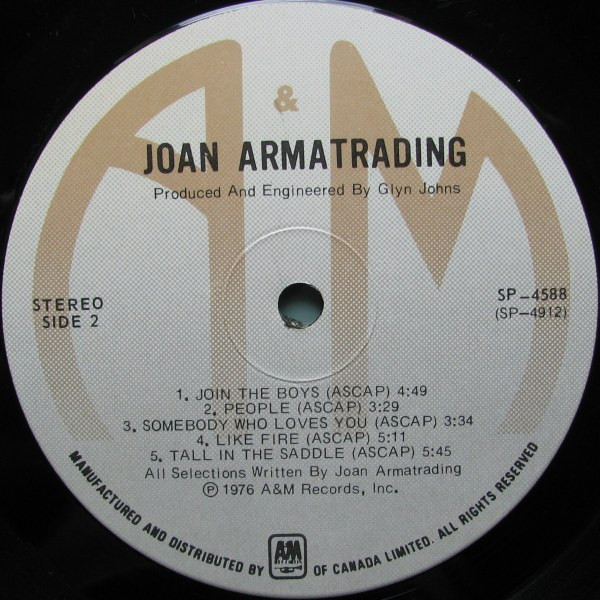 A & M
JOAN ARMATRADING
Produced And Engineered By Glyn Johns
STEREO
SIDE 2
SP-4588
(SP-4912)
1. JOIN THE BOYS (ASCAP) 4:49
2. PEOPLE (ASCAP) 3:29
3. SOMEBODY WHO LOVES YOU (ASCAP) 3:34
4. LIKE FIRE (ASCAP) 5:11
5. TALL IN THE SADDLE (ASCAP) 5:45
All Selections Written By Joan Armatrading
℗ 1976 A&M Records, Inc.
MANUFACTURED AND DISTRIBUTED BY A&M OF CANADA LIMITED. ALL RIGHTS RESERVED